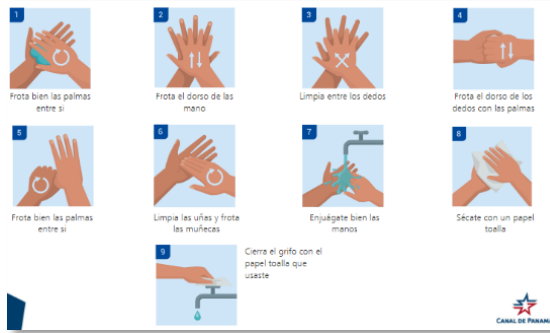 1
Frota bien las palmas
entre si
2
Frota el dorso de las
mano
3
Limpia entre los dedos
4
Frota el dorso de los
dedos con las palmas
5
Frota bien las palmas
entre si
6
Limpia las uñas y frota
las muñecas
7
Enjuágate bien las
manos
8
Sécate con un papel
toalla
9
Cierra el grifo con el
papel toalla que
usaste
CANAL DE PANAMÁ